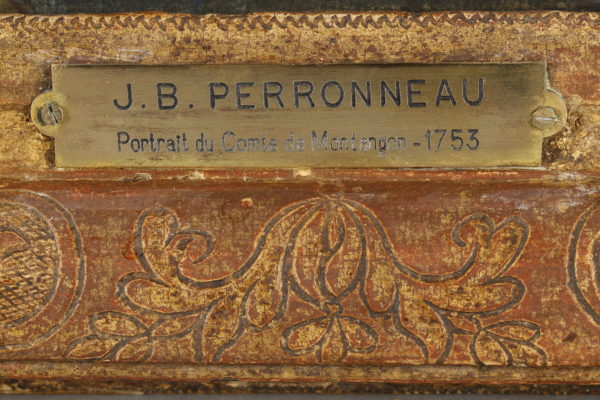 J. B. PERRONNEAU
Portrait du Comte de Montangon - 1753